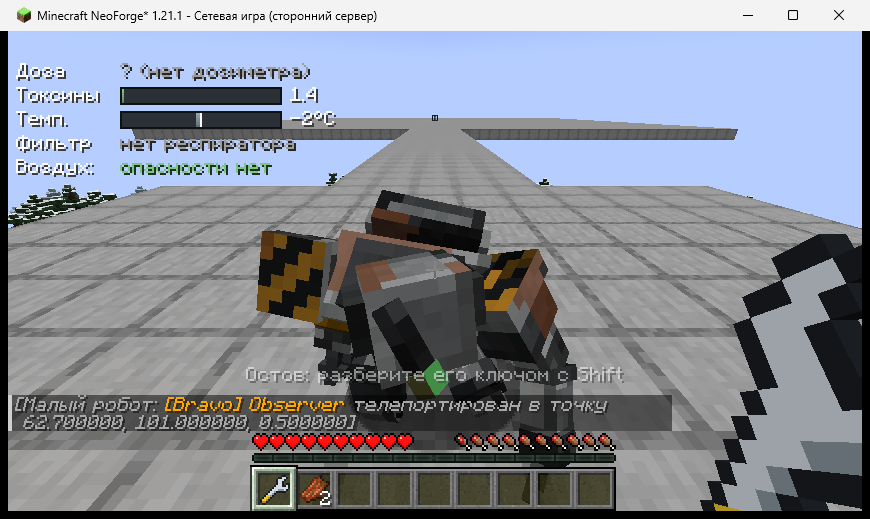 Minecraft NeoForge* 1.21.1 - Сетевая игра (сторонний сервер)
Доза ? (нет дозиметра)
Токсины 1.4
Темп. -2°C
Фильтр нет респиратора
Воздух: опасности нет
Остов: разберите его ключом с Shift
[Малый робот: [Bravo] Observer телепортирован в точку
62.700000, 101.000000, 0.500000]
2